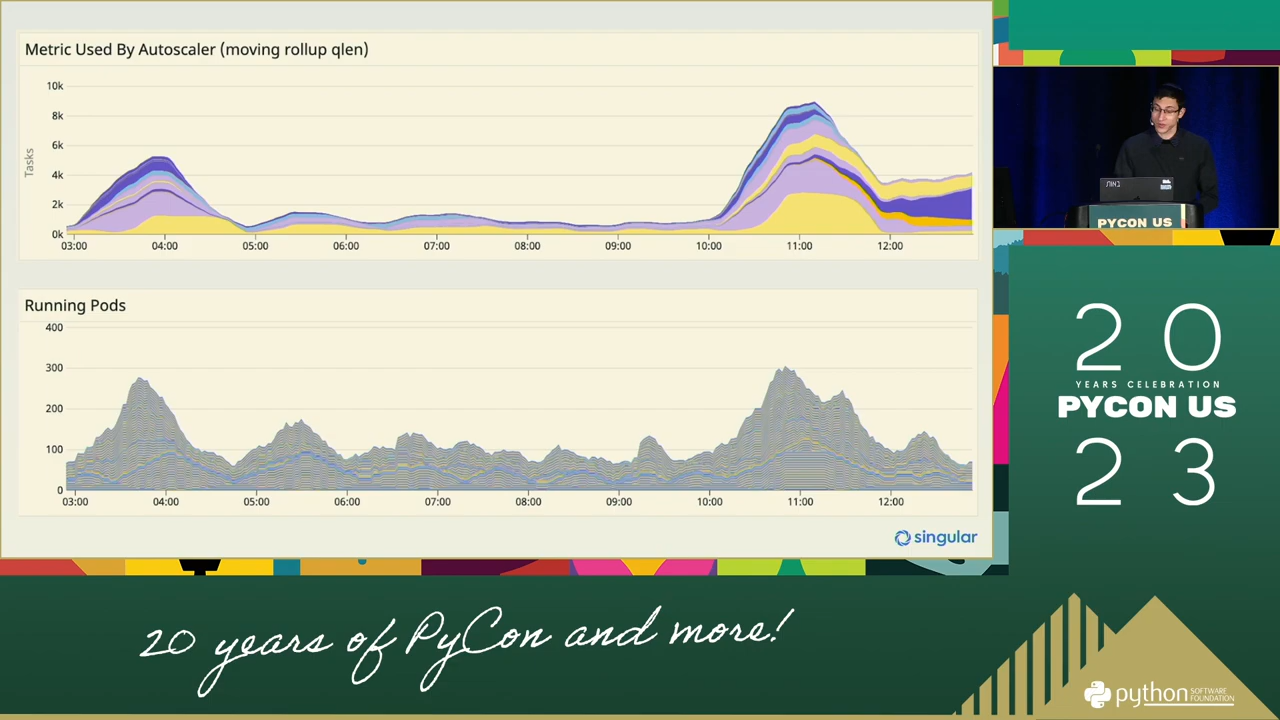 Metric Used By Autoscaler (moving rollup qlen)
Tasks
10k
8k
6k
4k
2k
0k
03:00 04:00 05:00 06:00 07:00 08:00 09:00 10:00 11:00 12:00
Running Pods
400
300
200
100
0
03:00 04:00 05:00 06:00 07:00 08:00 09:00 10:00 11:00 12:00
singular
PYCON US
20
YEARS CELEBRATION
PYCON US
23
20 years of PyCon and more!
python
SOFTWARE
FOUNDATION